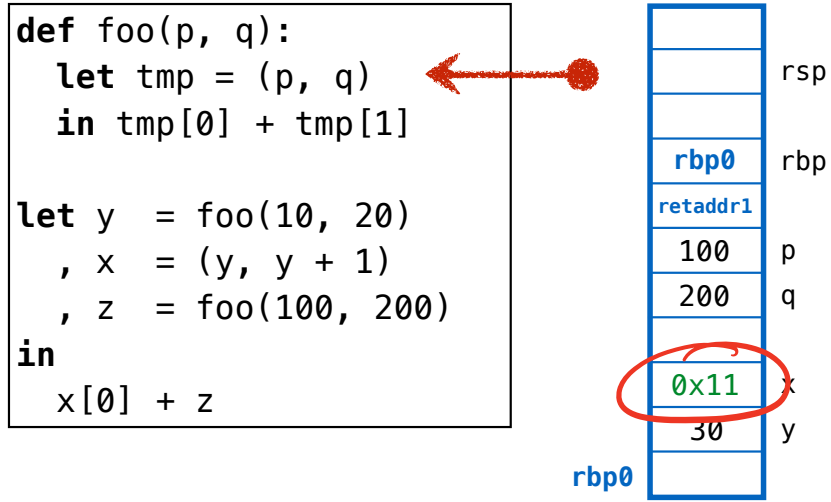 def foo(p, q):
let tmp = (p, q)
in tmp[0] + tmp[1]
let y = foo(10, 20)
, x = (y, y + 1)
, z = foo(100, 200)
in
x[0] + z
rsp
rbp0 rbp
retaddr1
100 p
200 q
0x11 x
30 y
rbp0